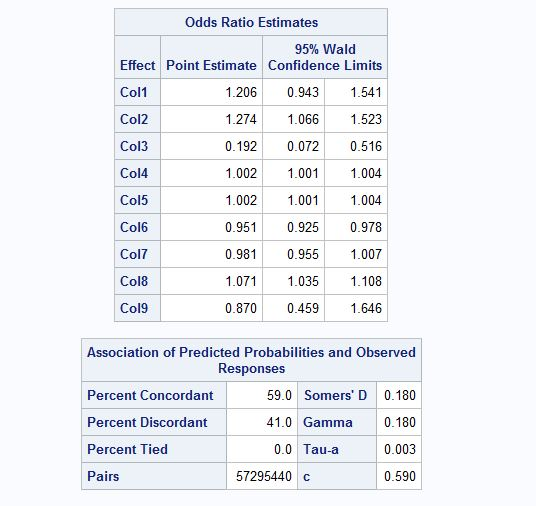 Odds Ratio Estimates
95% Wald
Effect Point Estimate Confidence Limits
Col1 1.206 0.943 1.541
Col2 1.274 1.066 1.523
Col3 0.192 0.072 0.516
Col4 1.002 1.001 1.004
Col5 1.002 1.001 1.004
Col6 0.951 0.925 0.978
Col7 0.981 0.955 1.007
Col8 1.071 1.035 1.108
Col9 0.870 0.459 1.646
Association of Predicted Probabilities and Observed
Responses
Percent Concordant 59.0 Somers' D 0.180
Percent Discordant 41.0 Gamma 0.180
Percent Tied 0.0 Tau-a 0.003
Pairs 57295440 c 0.590